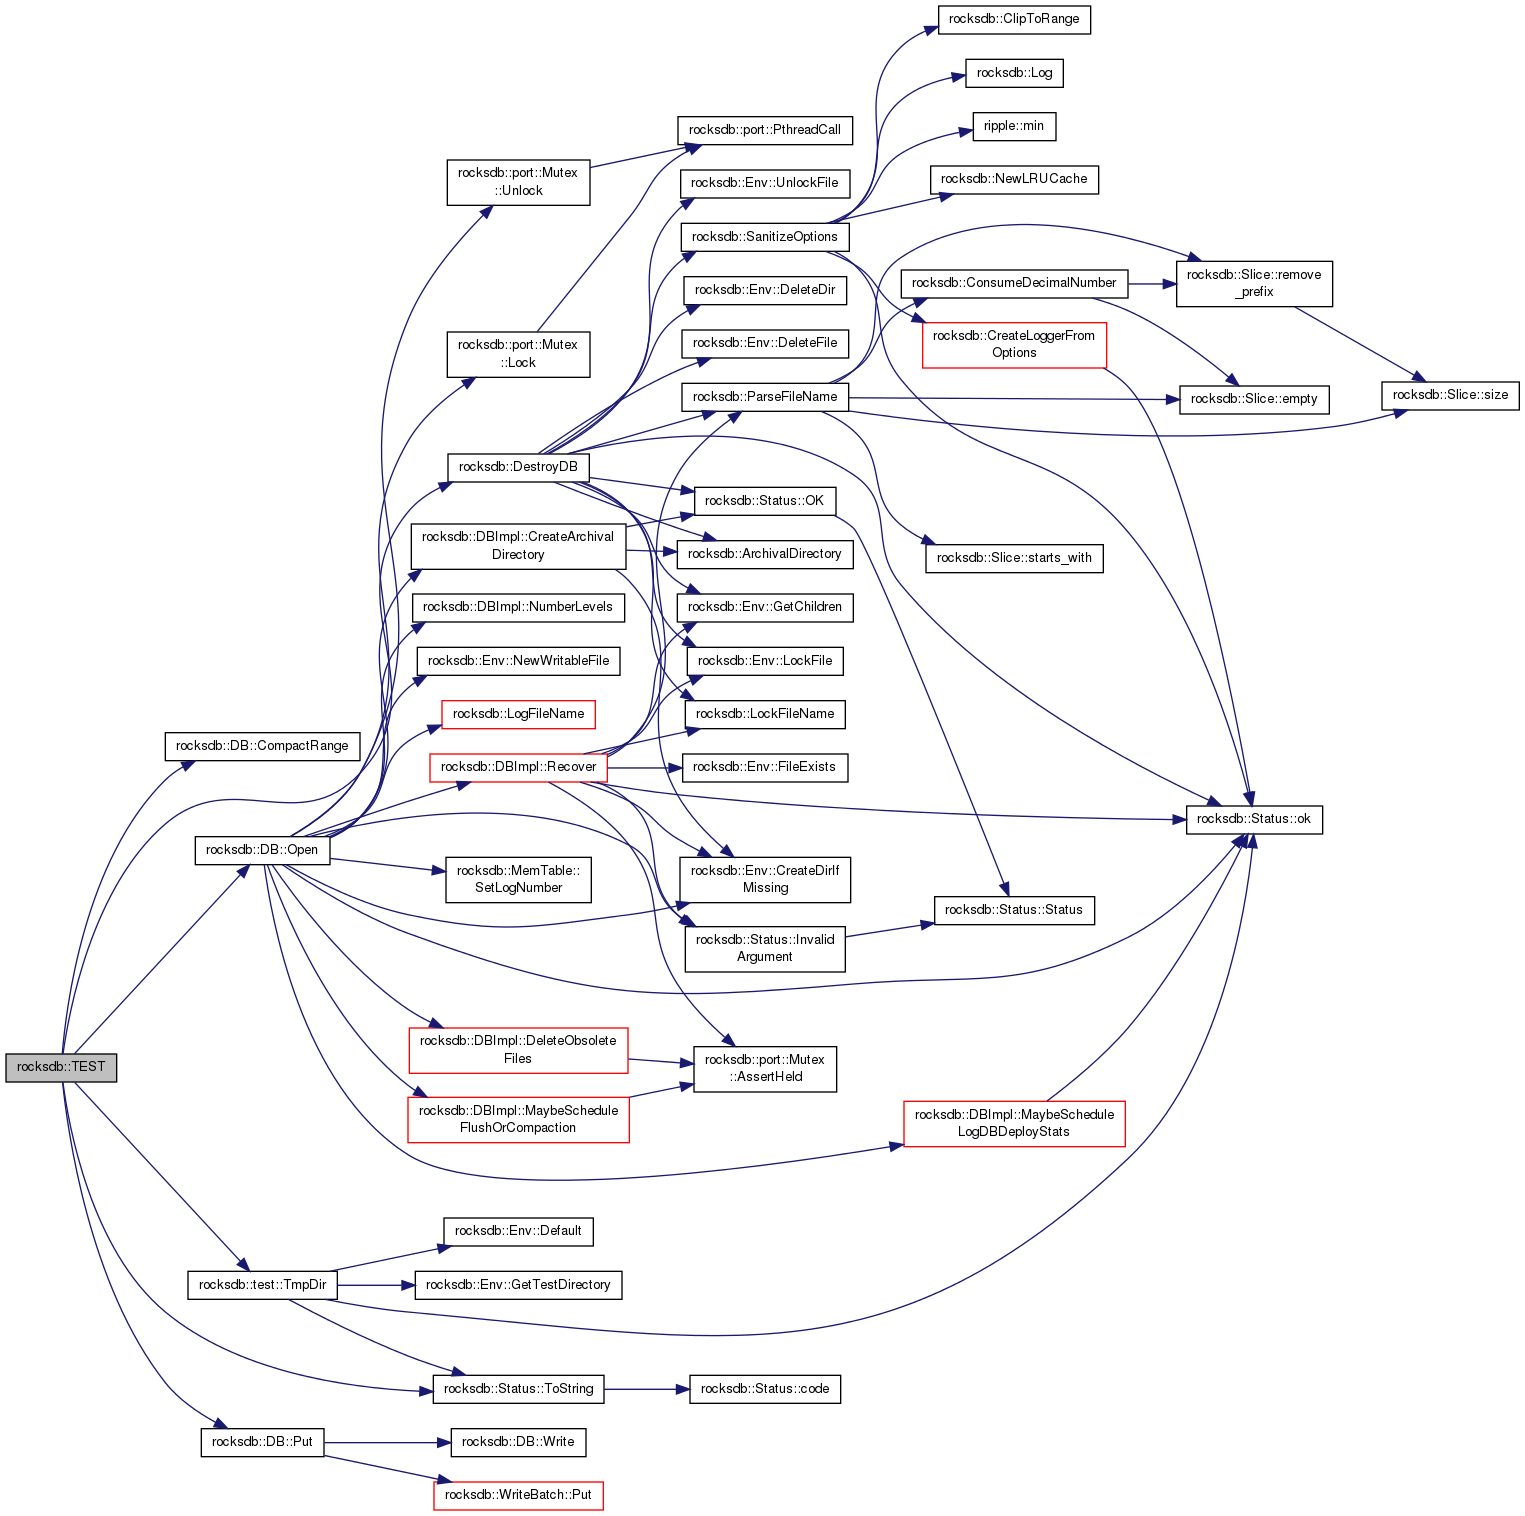 rocksdb::ClipToRange
rocksdb::Log
ripple::min
rocksdb::port::PthreadCall
rocksdb::port::Mutex
::Unlock
rocksdb::Env::UnlockFile
rocksdb::NewLRUCache
rocksdb::SanitizeOptions
rocksdb::Slice::remove
_prefix
rocksdb::ConsumeDecimalNumber
rocksdb::Env::DeleteDir
rocksdb::port::Mutex
::Lock
rocksdb::Env::DeleteFile
rocksdb::CreateLoggerFrom
Options
rocksdb::ParseFileName
rocksdb::Slice::empty
rocksdb::Slice::size
rocksdb::DestroyDB
rocksdb::Status::OK
rocksdb::DBImpl::CreateArchival
Directory
rocksdb::ArchivalDirectory
rocksdb::Slice::starts_with
rocksdb::DBImpl::NumberLevels
rocksdb::Env::GetChildren
rocksdb::Env::NewWritableFile
rocksdb::Env::LockFile
rocksdb::LogFileName
rocksdb::LockFileName
rocksdb::DB::CompactRange
rocksdb::DBImpl::Recover
rocksdb::Env::FileExists
rocksdb::Status::ok
rocksdb::DB::Open
rocksdb::MemTable::
SetLogNumber
rocksdb::Env::CreateDirIf
Missing
rocksdb::Status::Status
rocksdb::Status::Invalid
Argument
rocksdb::DBImpl::DeleteObsolete
Files
rocksdb::port::Mutex
::AssertHeld
rocksdb::TEST
rocksdb::DBImpl::MaybeSchedule
FlushOrCompaction
rocksdb::DBImpl::MaybeSchedule
LogDBDeployStats
rocksdb::Env::Default
rocksdb::test::TmpDir
rocksdb::Env::GetTestDirectory
rocksdb::Status::ToString
rocksdb::Status::code
rocksdb::DB::Put
rocksdb::DB::Write
rocksdb::WriteBatch::Put